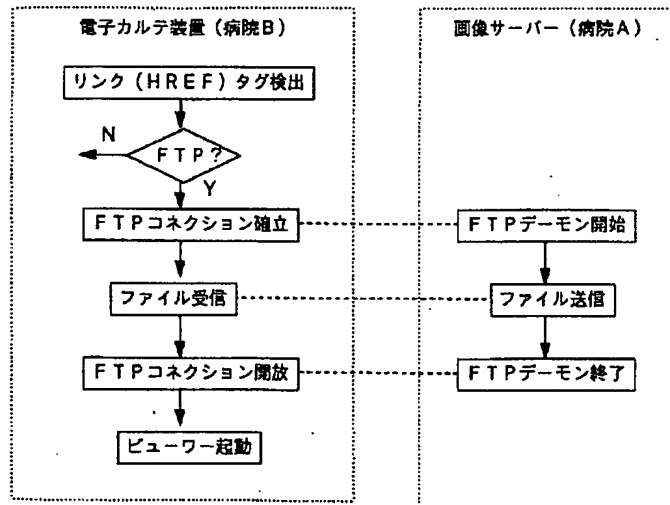 電子カルテ装置（病院B）
リンク（HREF）タグ検出
N
FTP？
Y
FTPコネクション確立
ファイル受信
FTPコネクション開放
ビューワー起動
画像サーバー（病院A）
FTPデーモン開始
ファイル送信
FTPデーモン終了